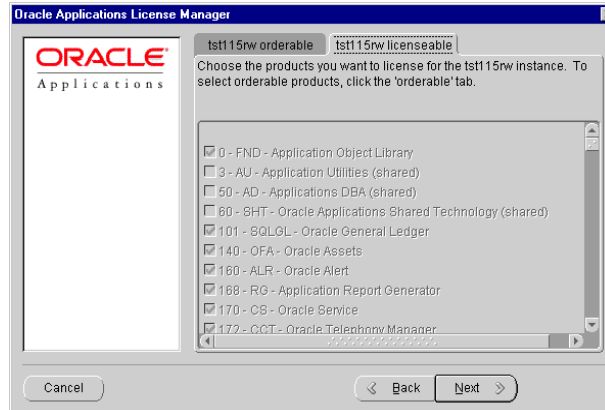 Oracle Applications License Manager
ORACLE®
Applications
tst115rw orderable
tst115rw licenseable
Choose the products you want to license for the tst115rw instance. To
select orderable products, click the 'orderable' tab.
0 - FND - Application Object Library
3 - AU - Application Utilities (shared)
50 - AD - Applications DBA (shared)
60 - SHT - Oracle Applications Shared Technology (shared)
101 - SQLGL - Oracle General Ledger
140 - OFA - Oracle Assets
160 - ALR - Oracle Alert
168 - RG - Application Report Generator
170 - CS - Oracle Service
172 - CCT - Oracle Telephony Manager
Cancel
Back
Next